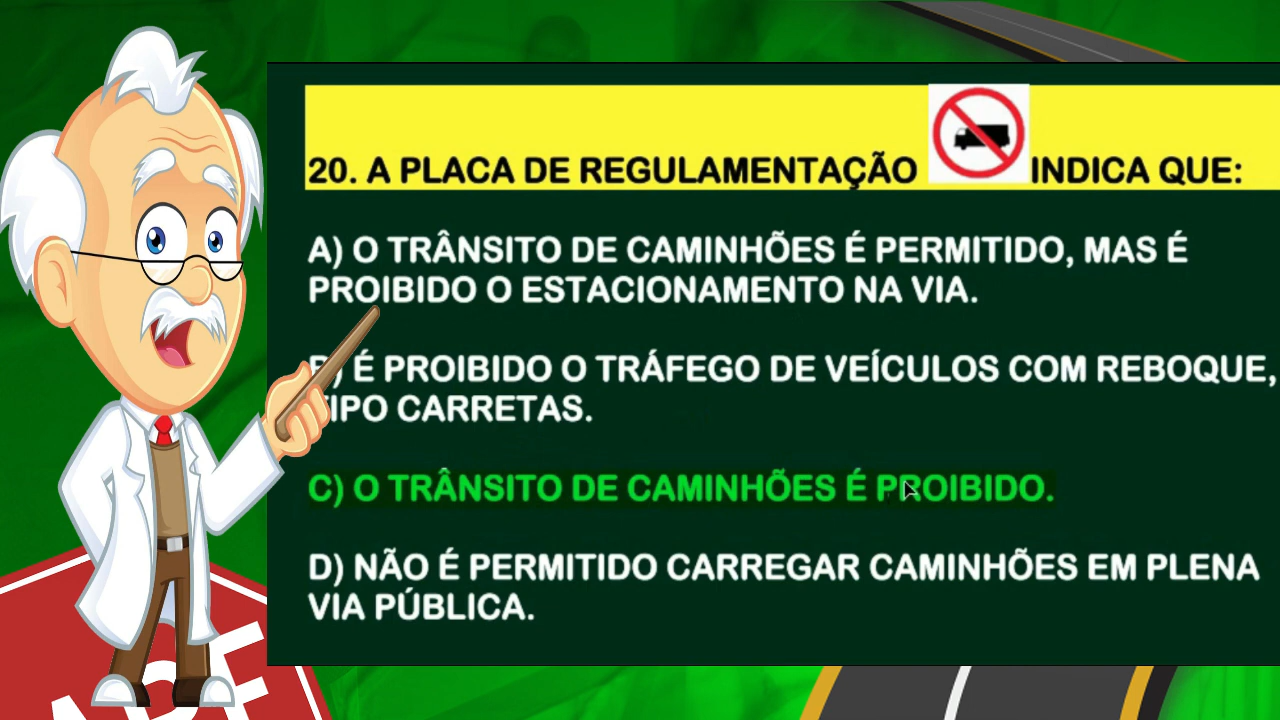 20. A PLACA DE REGULAMENTAÇÃO INDICA QUE:
A) O TRÂNSITO DE CAMINHÕES É PERMITIDO, MAS É
PROIBIDO O ESTACIONAMENTO NA VIA.
B) É PROIBIDO O TRÁFEGO DE VEÍCULOS COM REBOQUE,
TIPO CARRETAS.
C) O TRÂNSITO DE CAMINHÕES É PROIBIDO.
D) NÃO É PERMITIDO CARREGAR CAMINHÕES EM PLENA
VIA PÚBLICA.